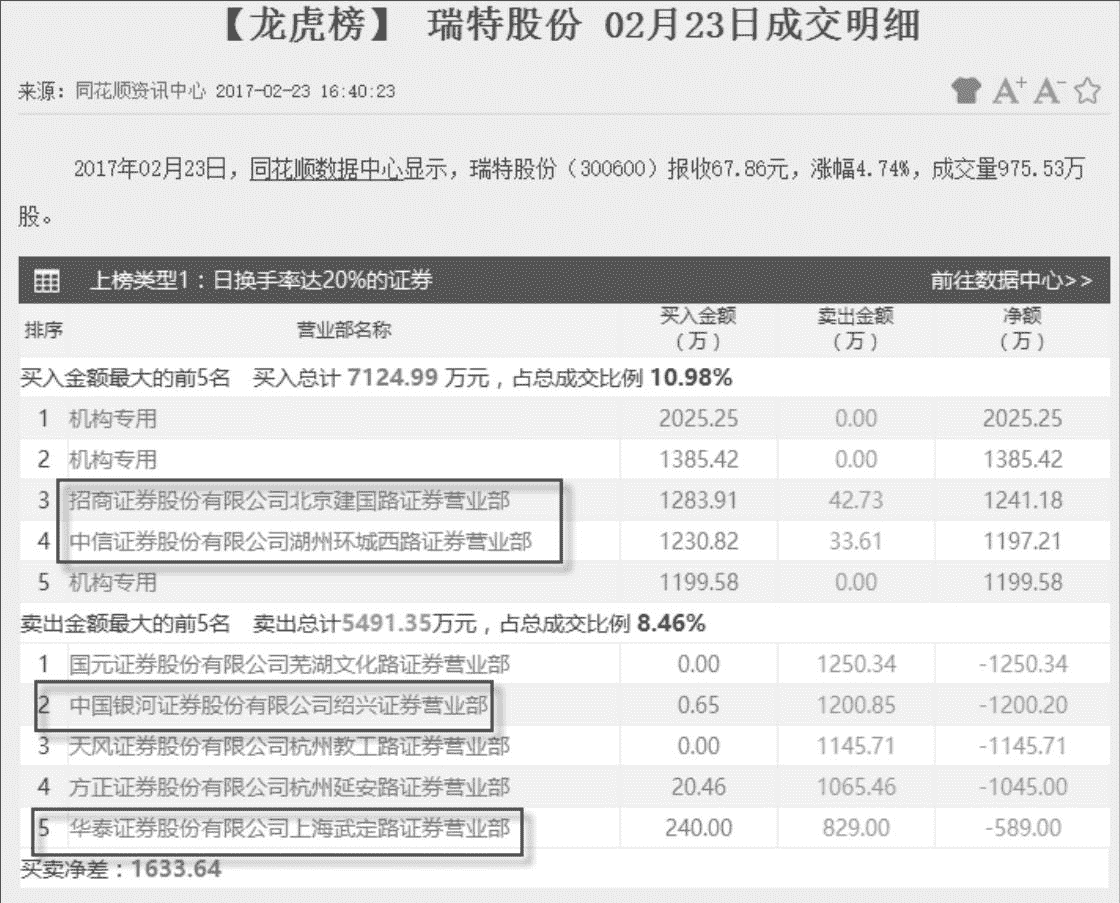 【龙虎榜】 瑞特股份 02月23日成交明细
来源：同花顺资讯中心 2017-02-23 16:40:23
A+ A-
2017年02月23日，同花顺数据中心显示，瑞特股份（300600）报收67.86元，涨幅4.74%，成交量975.53万
股。
上榜类型1：日换手率达20%的证券 前往数据中心>>
排序 营业部名称 买入金额（万） 卖出金额（万） 净额（万）
买入金额最大的前5名 买入总计 7124.99 万元，占总成交比例 10.98%
1 机构专用 2025.25 0.00 2025.25
2 机构专用 1385.42 0.00 1385.42
3 招商证券股份有限公司北京建国路证券营业部 1283.91 42.73 1241.18
4 中信证券股份有限公司湖州环城西路证券营业部 1230.82 33.61 1197.21
5 机构专用 1199.58 0.00 1199.58
卖出金额最大的前5名 卖出总计5491.35万元，占总成交比例 8.46%
1 国元证券股份有限公司芜湖文化路证券营业部 0.00 1250.34 -1250.34
2 中国银河证券股份有限公司绍兴证券营业部 0.65 1200.85 -1200.20
3 天风证券股份有限公司杭州教工路证券营业部 0.00 1145.71 -1145.71
4 方正证券股份有限公司杭州延安路证券营业部 20.46 1065.46 -1045.00
5 华泰证券股份有限公司上海武定路证券营业部 240.00 829.00 -589.00
买卖净差：1633.64